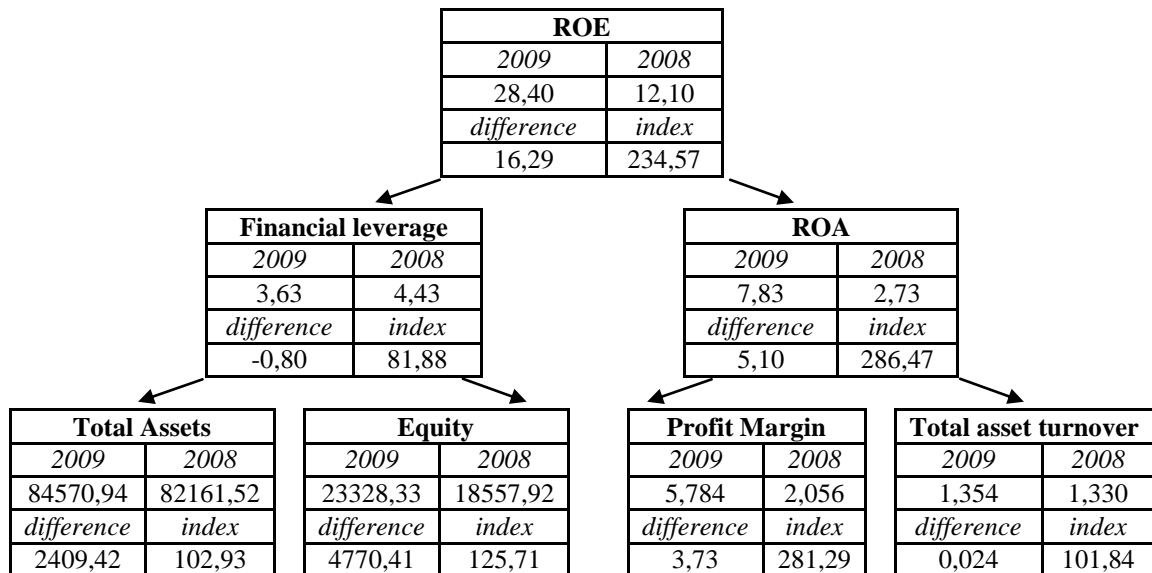 ROE
2009 2008
28,40 12,10
difference index
16,29 234,57
Financial leverage ROA
2009 2008 2009 2008
3,63 4,43 7,83 2,73
difference index difference index
-0,80 81,88 5,10 286,47
Total Assets Equity Profit Margin Total asset turnover
2009 2008 2009 2008 2009 2008 2009 2008
84570,94 82161,52 23328,33 18557,92 5,784 2,056 1,354 1,330
difference index difference index difference index difference index
2409,42 102,93 4770,41 125,71 3,73 281,29 0,024 101,84